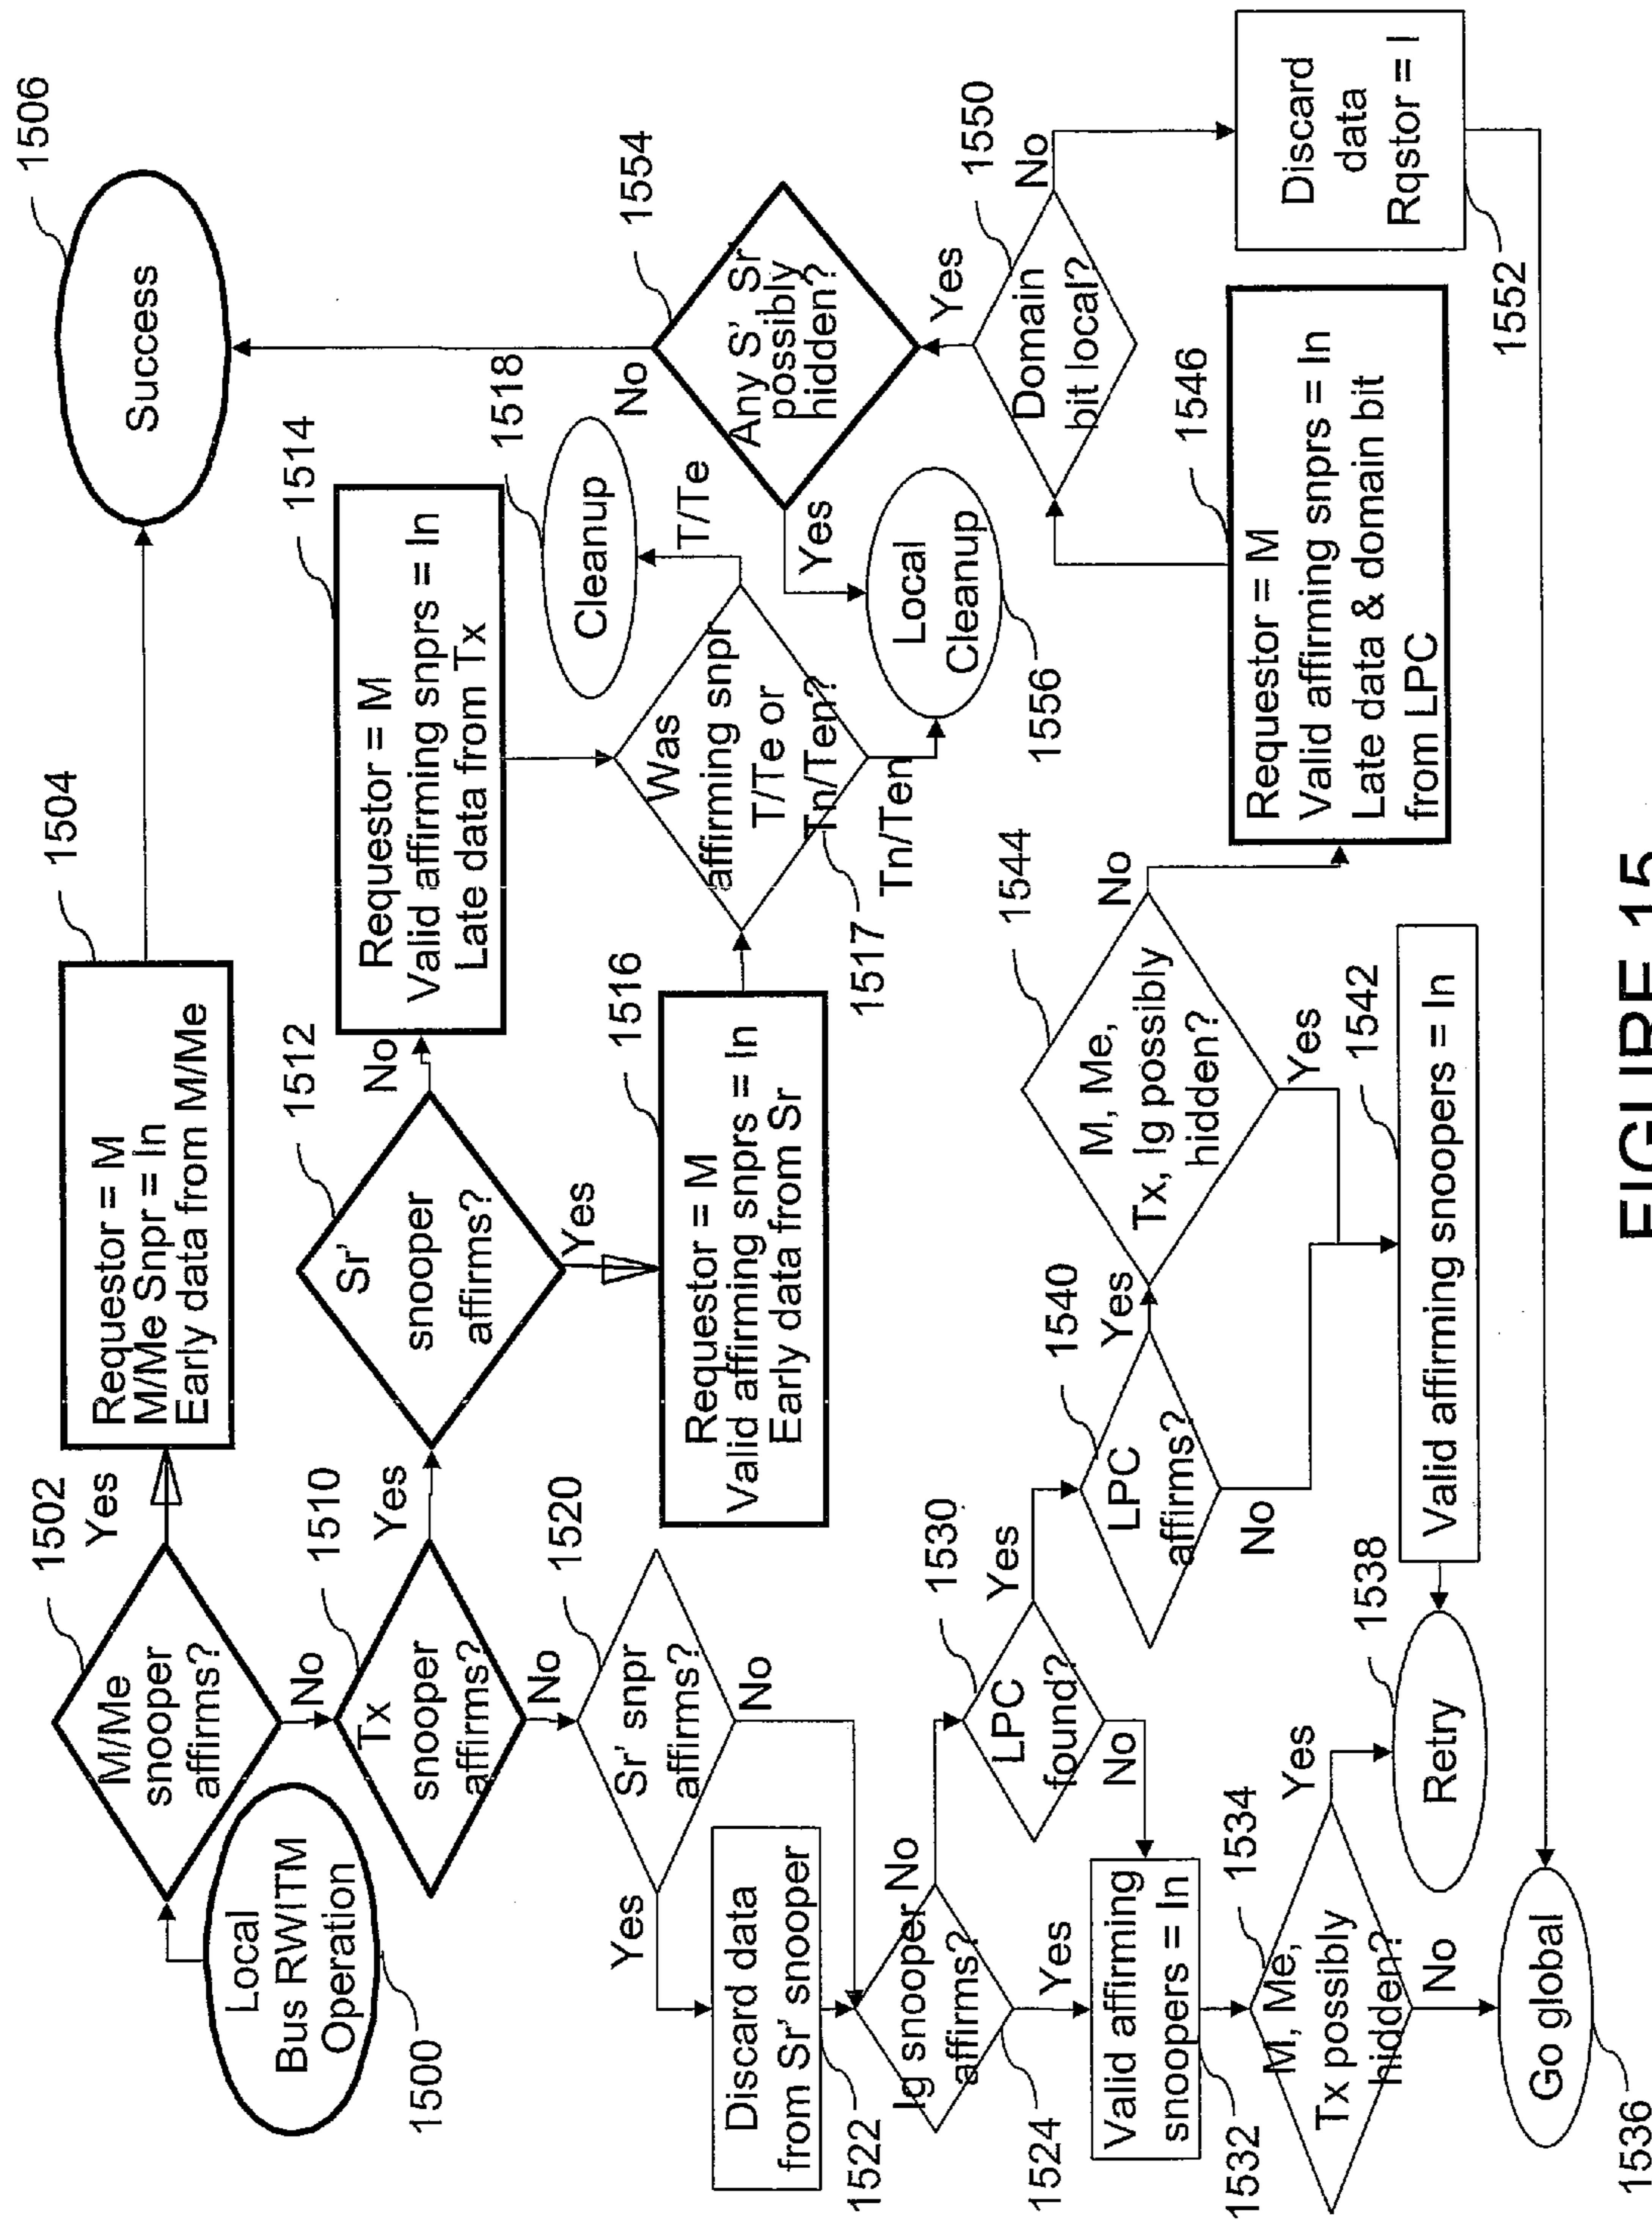 1500
Local
Bus RWITM
Operation
1502
M/Me
snooper
affirms?
Yes
No
1504
Requestor = M
M/Me Snpr = In
Early data from M/Me
1506
Success
1510
Tx
snooper
affirms?
Yes
No
1512
Sr'
snooper
affirms?
No
Yes
1514
Requestor = M
Valid affirming snprs = In
Late data from Tx
1516
Requestor = M
Valid affirming snprs = In
Early data from Sr
1517
Was
affirming snpr
T/Te or
Tn/Ten?
T/Te
Tn/Ten
1518
Cleanup
1520
Sr' snpr
affirms?
Yes
No
1522
Discard data
from Sr' snooper
1524
Ig snooper
affirms?
No
Yes
1530
LPC
found?
Yes
No
1532
Valid affirming
snoopers = In
1534
M, Me,
Tx possibly
hidden?
Yes
No
1536
Go global
1538
Retry
1540
LPC
affirms?
Yes
No
1542
Valid affirming snoopers = In
1544
M, Me,
Tx, Ig possibly
hidden?
No
Yes
1546
Requestor = M
Valid affirming snprs = In
Late data & domain bit
from LPC
1550
Domain
bit local?
Yes
No
1552
Discard
data
Rqstor = I
1554
Any S' Sr'
possibly
hidden?
No
Yes
1556
Local
Cleanup
FIGURE 15